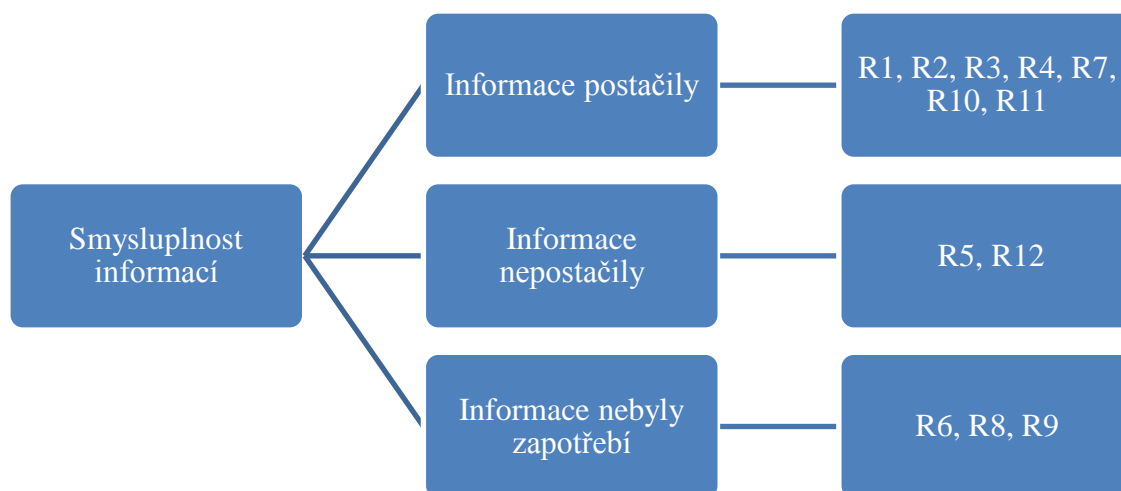 Smysluplnost
informací
Informace postačily
R1, R2, R3, R4, R7,
R10, R11
Informace
nepostačily
R5, R12
Informace nebyly
zapotřebí
R6, R8, R9